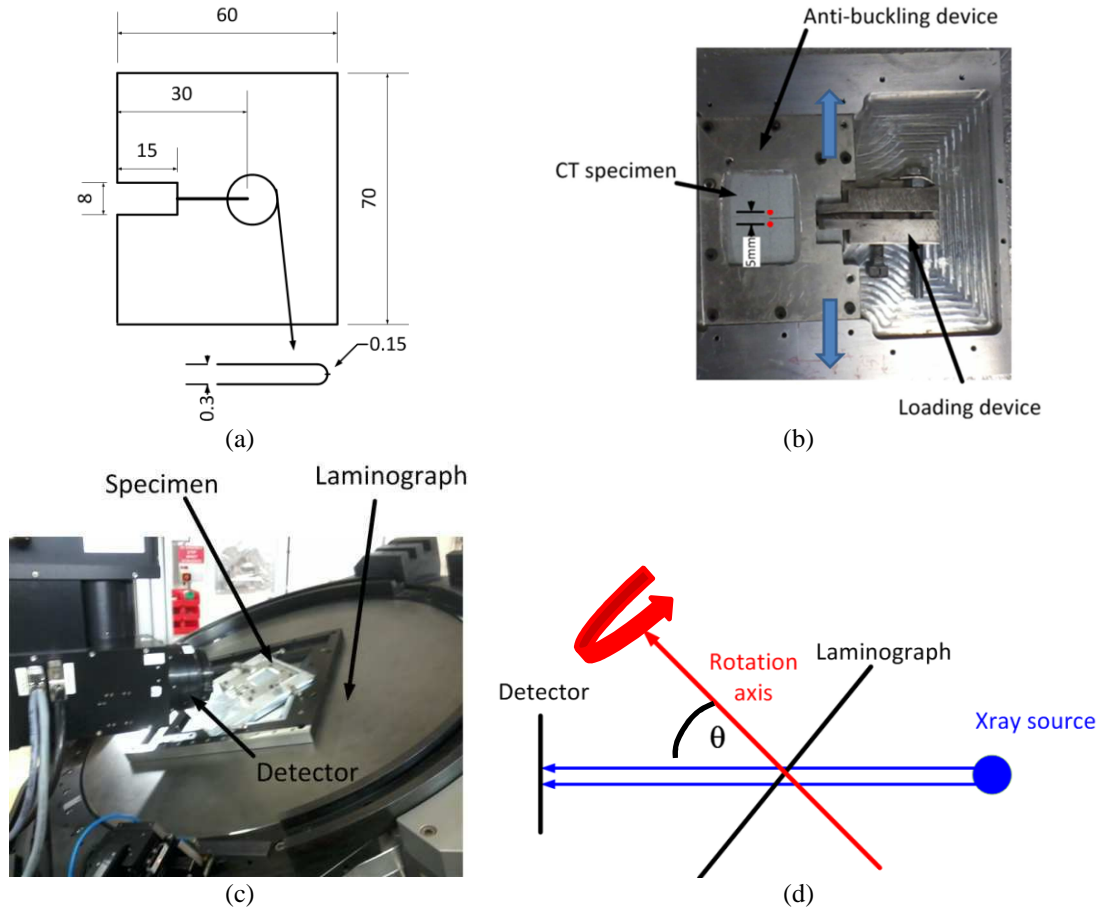 60
30
15
8
70
0.15
0.3
(a)
Anti-buckling device
CT specimen
5mm
Loading device
(b)
Specimen
Laminograph
Detector
(c)
Laminograph
Rotation
axis
Detector
Xray source
θ
(d)